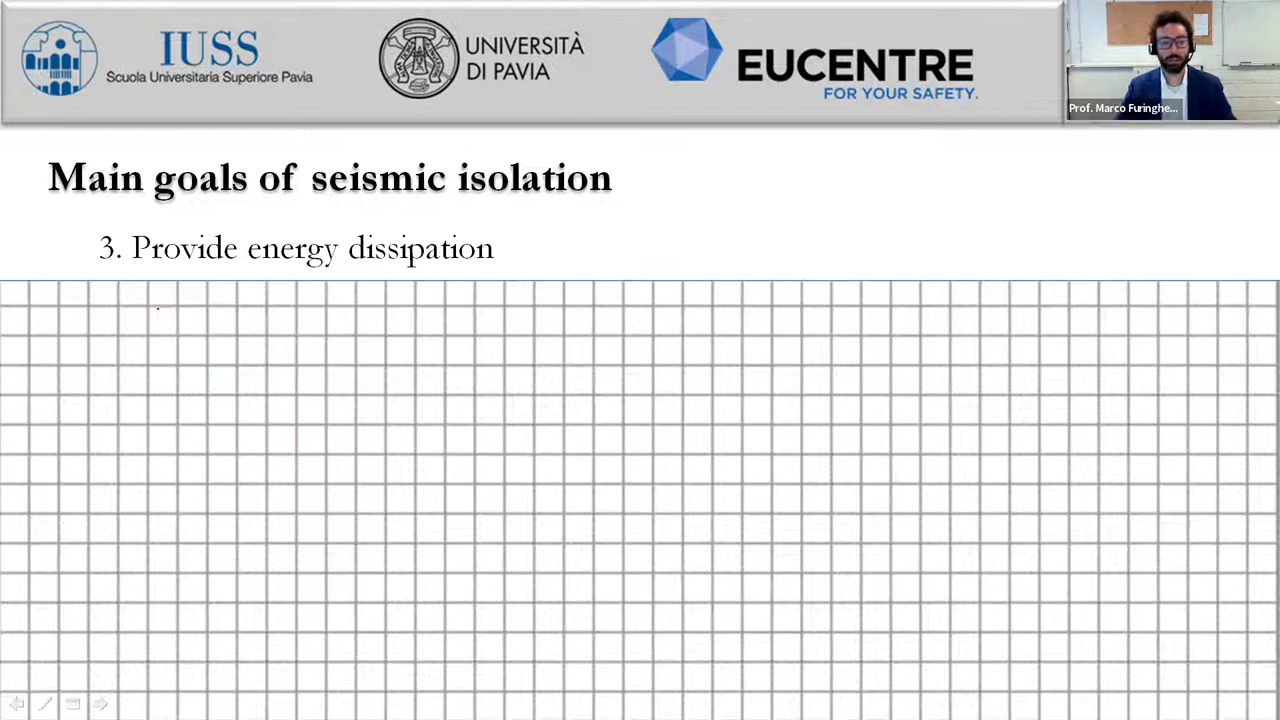 IUSS
Scuola Universitaria Superiore Pavia
UNIVERSITÀ
DI PAVIA
EUCENTRE
FOR YOUR SAFETY.
Prof. Marco Furinghe...
Main goals of seismic isolation
3. Provide energy dissipation